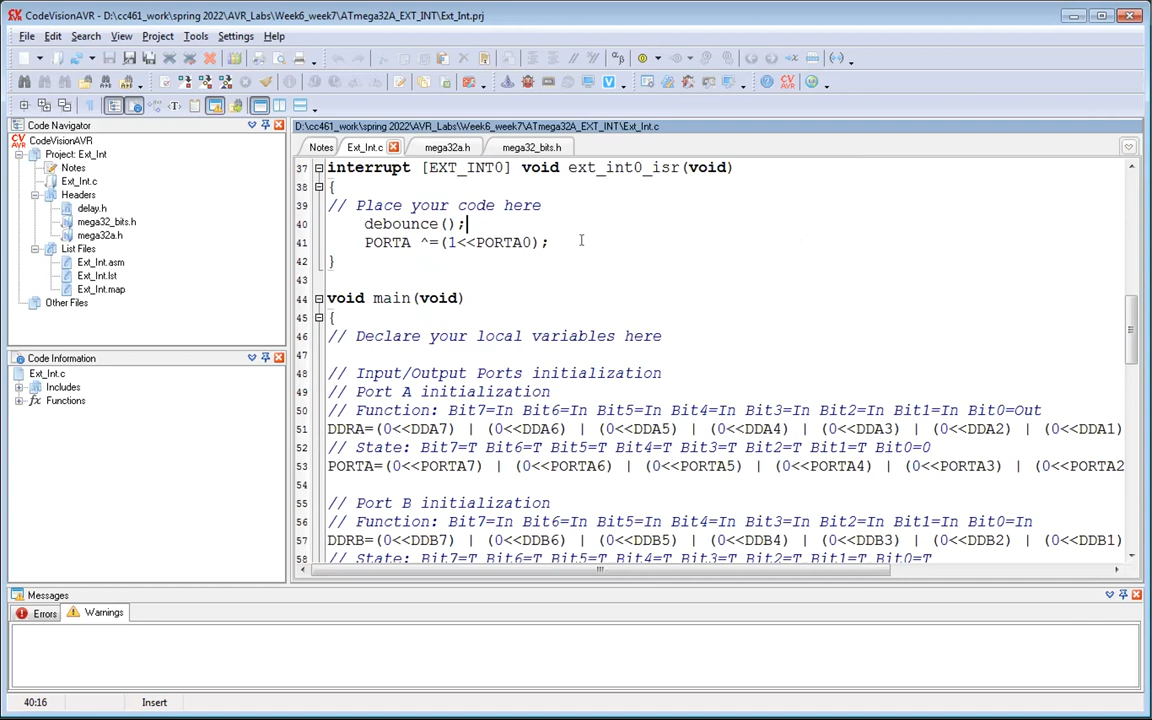 CodeVisionAVR - D:\cc461_work\spring 2022\AVR_Labs\Week6_week7\ATmega32A_EXT_INT\Ext_Int.prj
File Edit Search View Project Tools Settings Help
Code Navigator
CodeVisionAVR
Project: Ext_Int
Notes
Ext_Int.c
Headers
delay.h
mega32_bits.h
mega32a.h
List Files
Ext_Int.asm
Ext_Int.lst
Ext_Int.map
Other Files
Code Information
Ext_Int.c
Includes
Functions
D:\cc461_work\spring 2022\AVR_Labs\Week6_week7\ATmega32A_EXT_INT\Ext_Int.c
Notes Ext_Int.c mega32a.h mega32_bits.h
37 interrupt [EXT_INT0] void ext_int0_isr(void)
38 {
39 // Place your code here
40 debounce();
41 PORTA ^=(1<<PORTA0);
42 }
43
44 void main(void)
45 {
46 // Declare your local variables here
47
48 // Input/Output Ports initialization
49 // Port A initialization
50 // Function: Bit7=In Bit6=In Bit5=In Bit4=In Bit3=In Bit2=In Bit1=In Bit0=Out
51 DDRA=(0<<DDA7) | (0<<DDA6) | (0<<DDA5) | (0<<DDA4) | (0<<DDA3) | (0<<DDA2) | (0<<DDA1)
52 // State: Bit7=T Bit6=T Bit5=T Bit4=T Bit3=T Bit2=T Bit1=T Bit0=0
53 PORTA=(0<<PORTA7) | (0<<PORTA6) | (0<<PORTA5) | (0<<PORTA4) | (0<<PORTA3) | (0<<PORTA2
54
55 // Port B initialization
56 // Function: Bit7=In Bit6=In Bit5=In Bit4=In Bit3=In Bit2=In Bit1=In Bit0=In
57 DDRB=(0<<DDB7) | (0<<DDB6) | (0<<DDB5) | (0<<DDB4) | (0<<DDB3) | (0<<DDB2) | (0<<DDB1)
58 // State: Bit7=T Bit6=T Bit5=T Bit4=T Bit3=T Bit2=T Bit1=T Bit0=T
Messages
Errors Warnings
40:16 Insert